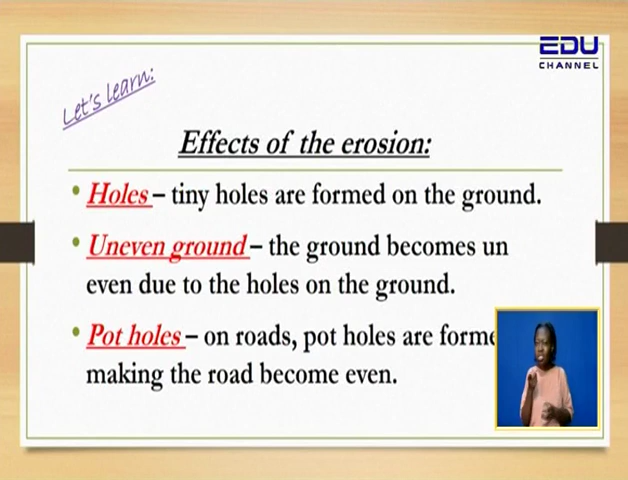 EDU
CHANNEL
Let's learn:
Effects of the erosion:
• Holes – tiny holes are formed on the ground.
• Uneven ground – the ground becomes un
even due to the holes on the ground.
• Pot holes – on roads, pot holes are forme
making the road become even.